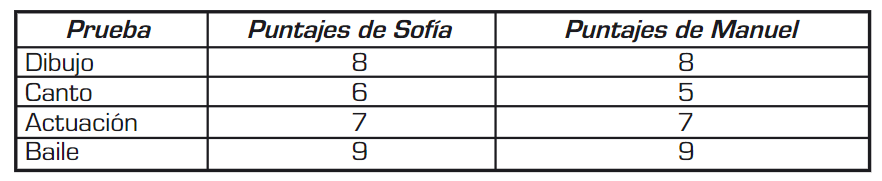 Prueba Puntajes de Sofía Puntajes de Manuel
Dibujo 8 8
Canto 6 5
Actuación 7 7
Baile 9 9